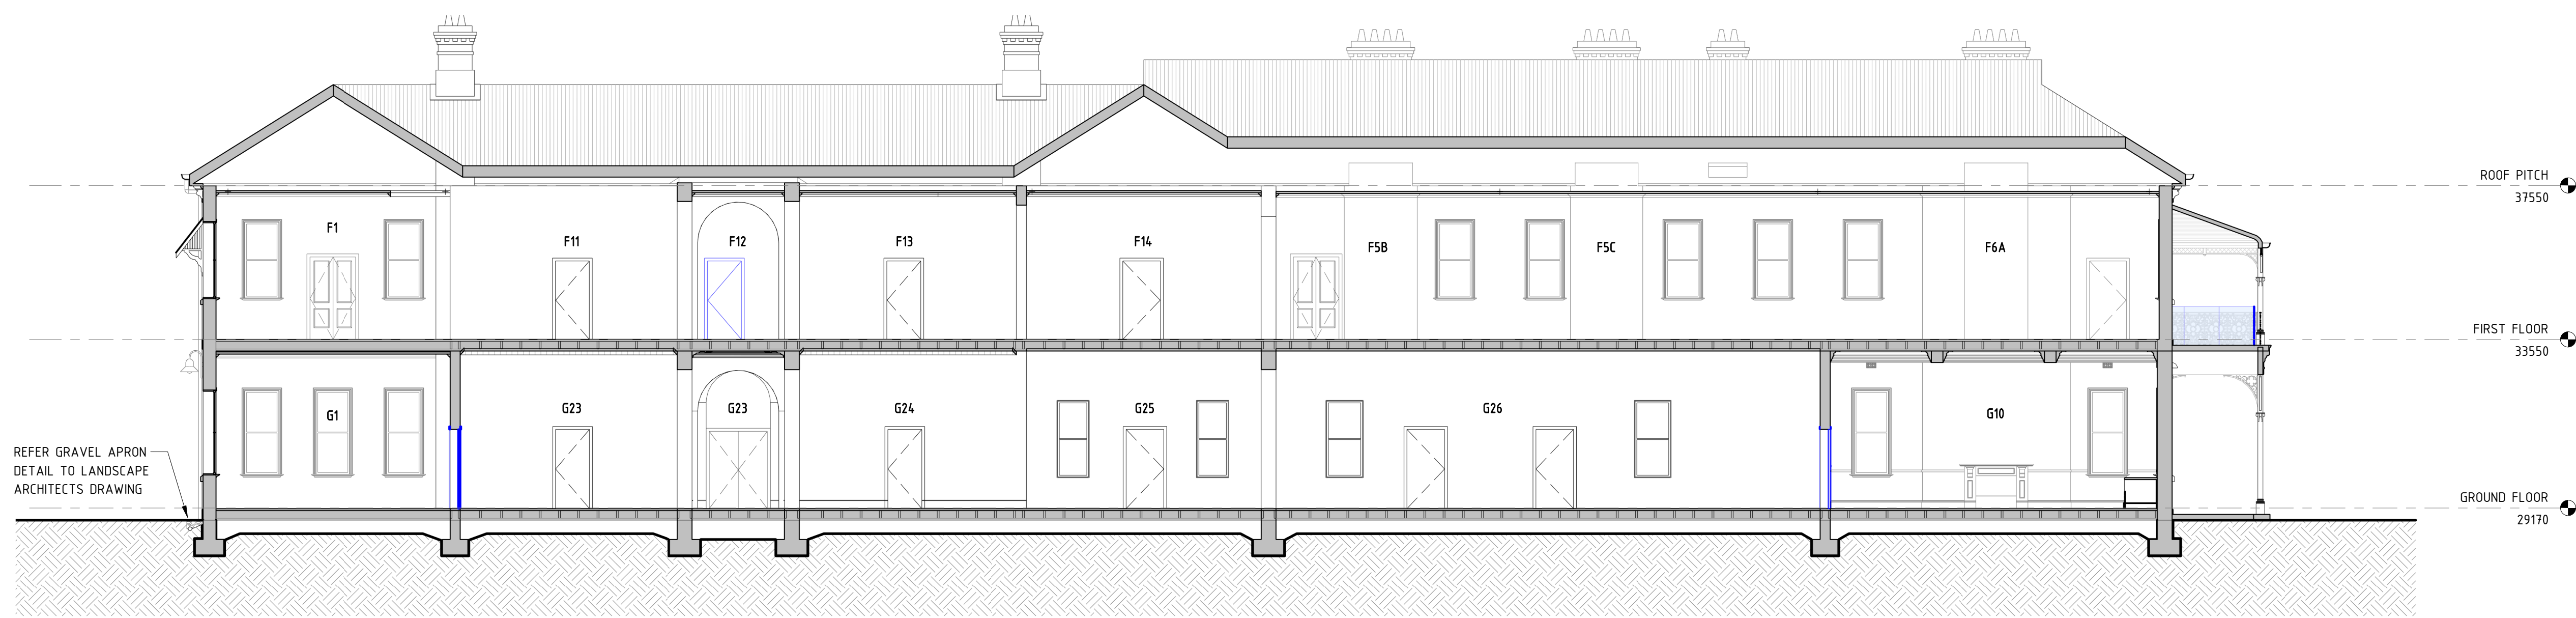 ROOF PITCH
37550
F1
F11
F12
F13
F14
F5B
F5C
F6A
FIRST FLOOR
33550
G1
G23
G23
G24
G25
G26
G10
REFER GRAVEL APRON
DETAIL TO LANDSCAPE
ARCHITECTS DRAWING
GROUND FLOOR
29170